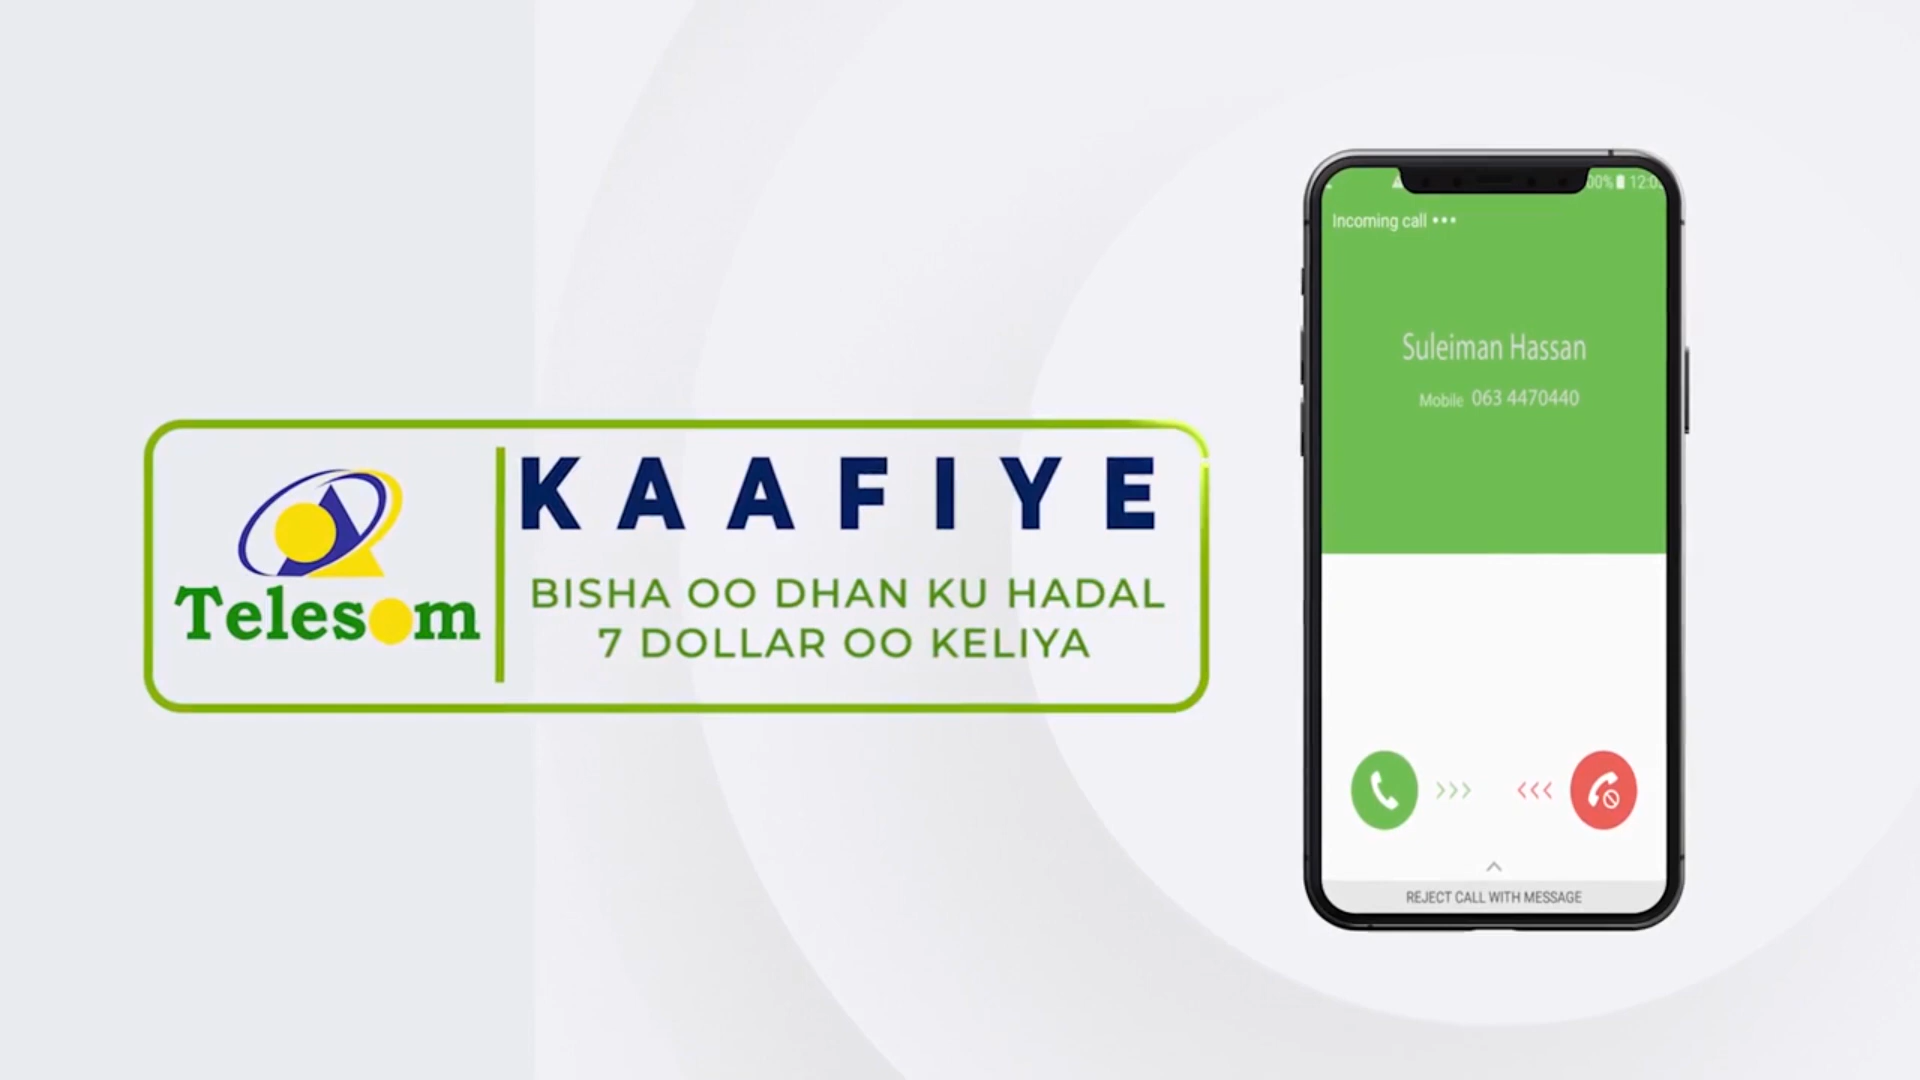 Telesom
KAAFIYE
BISHA OO DHAN KU HADAL
7 DOLLAR OO KELIYA
Incoming call •••
Suleiman Hassan
Mobile 063 4470440
REJECT CALL WITH MESSAGE